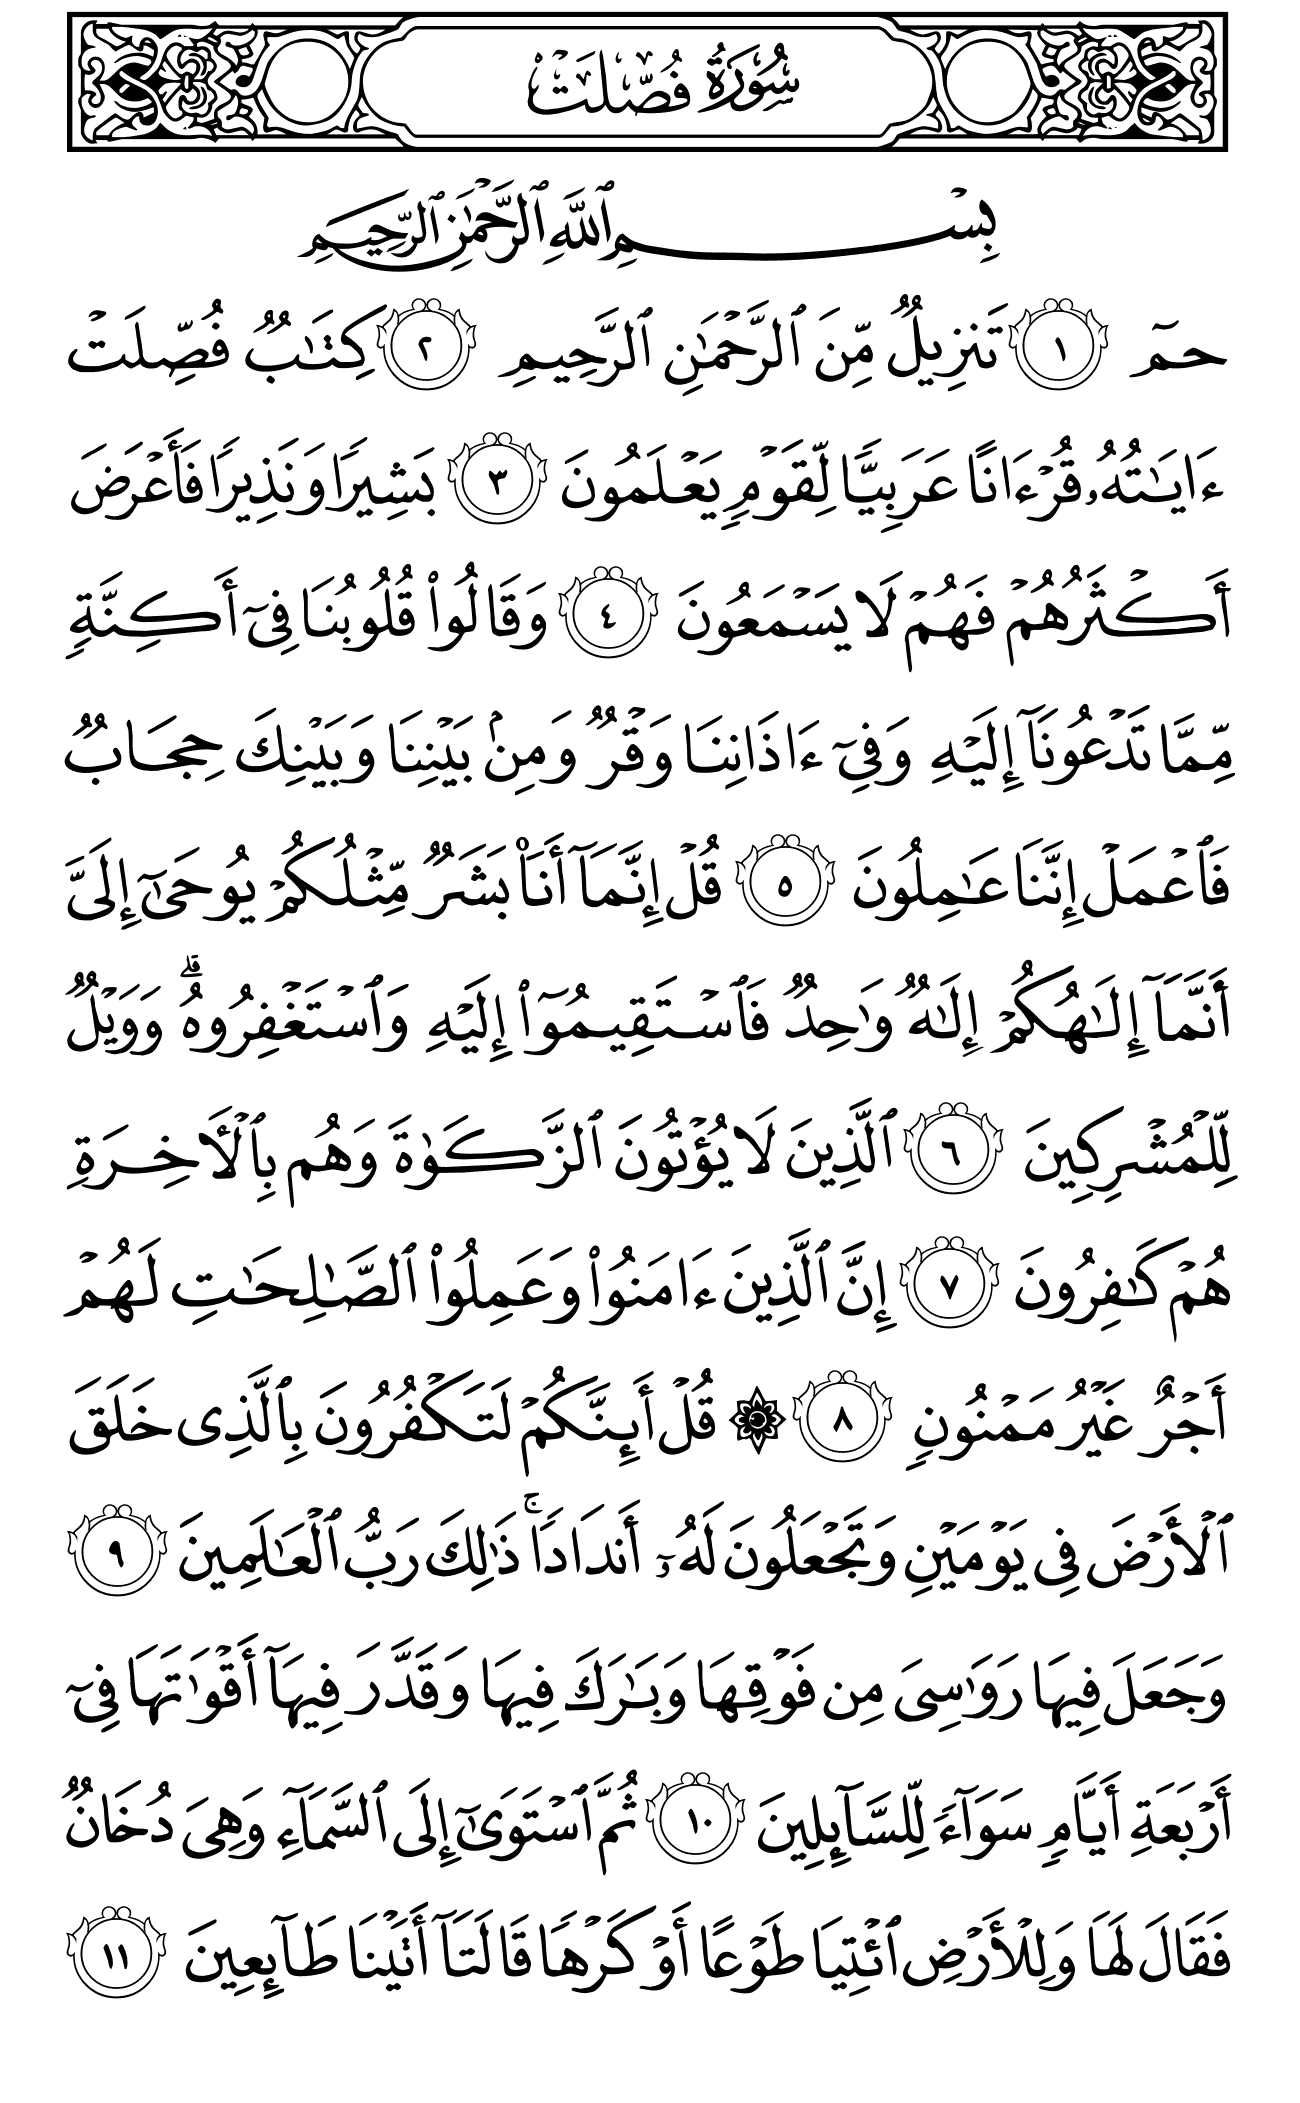 سُورَةُ فُصِّلَتْ
بِسْمِ ٱللَّهِ ٱلرَّحْمَٰنِ ٱلرَّحِيمِ
حمٓ ١ تَنزِيلٌ مِّنَ ٱلرَّحْمَٰنِ ٱلرَّحِيمِ ٢ كِتَٰبٌ فُصِّلَتْ
ءَايَٰتُهُۥ قُرْءَانًا عَرَبِيًّا لِّقَوْمٍ يَعْلَمُونَ ٣ بَشِيرًا وَنَذِيرًا فَأَعْرَضَ
أَكْثَرُهُمْ فَهُمْ لَا يَسْمَعُونَ ٤ وَقَالُوا۟ قُلُوبُنَا فِىٓ أَكِنَّةٍ
مِّمَّا تَدْعُونَآ إِلَيْهِ وَفِىٓ ءَاذَانِنَا وَقْرٌ وَمِنۢ بَيْنِنَا وَبَيْنِكَ حِجَابٌ
فَٱعْمَلْ إِنَّنَا عَٰمِلُونَ ٥ قُلْ إِنَّمَآ أَنَا۠ بَشَرٌ مِّثْلُكُمْ يُوحَىٰٓ إِلَىَّ
أَنَّمَآ إِلَٰهُكُمْ إِلَٰهٌ وَٰحِدٌ فَٱسْتَقِيمُوٓا۟ إِلَيْهِ وَٱسْتَغْفِرُوهُ ۗ وَوَيْلٌ
لِّلْمُشْرِكِينَ ٦ ٱلَّذِينَ لَا يُؤْتُونَ ٱلزَّكَوٰةَ وَهُم بِٱلْأَخِرَةِ
هُمْ كَٰفِرُونَ ٧ إِنَّ ٱلَّذِينَ ءَامَنُوا۟ وَعَمِلُوا۟ ٱلصَّٰلِحَٰتِ لَهُمْ
أَجْرٌ غَيْرُ مَمْنُونٍ ٨ ۞ قُلْ أَئِنَّكُمْ لَتَكْفُرُونَ بِٱلَّذِى خَلَقَ
ٱلْأَرْضَ فِى يَوْمَيْنِ وَتَجْعَلُونَ لَهُۥٓ أَندَادًا ۚ ذَٰلِكَ رَبُّ ٱلْعَٰلَمِينَ ٩
وَجَعَلَ فِيهَا رَوَٰسِىَ مِن فَوْقِهَا وَبَٰرَكَ فِيهَا وَقَدَّرَ فِيهَآ أَقْوَٰتَهَا فِىٓ
أَرْبَعَةِ أَيَّامٍ سَوَآءً لِّلسَّآئِلِينَ ١٠ ثُمَّ ٱسْتَوَىٰٓ إِلَى ٱلسَّمَآءِ وَهِىَ دُخَانٌ
فَقَالَ لَهَا وَلِلْأَرْضِ ٱئْتِيَا طَوْعًا أَوْ كَرْهًا قَالَتَآ أَتَيْنَا طَآئِعِينَ ١١